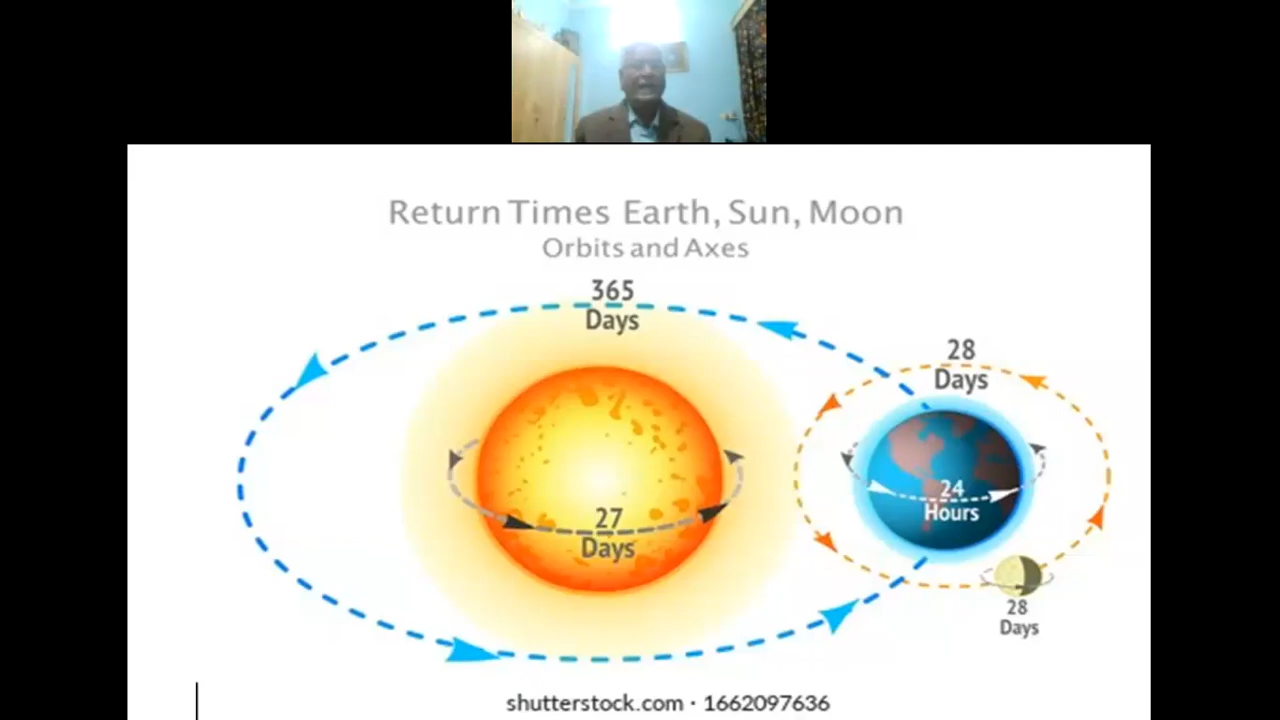 Return Times Earth, Sun, Moon
Orbits and Axes
365
Days
28
Days
24
Hours
27
Days
28
Days
shutterstock.com · 1662097636